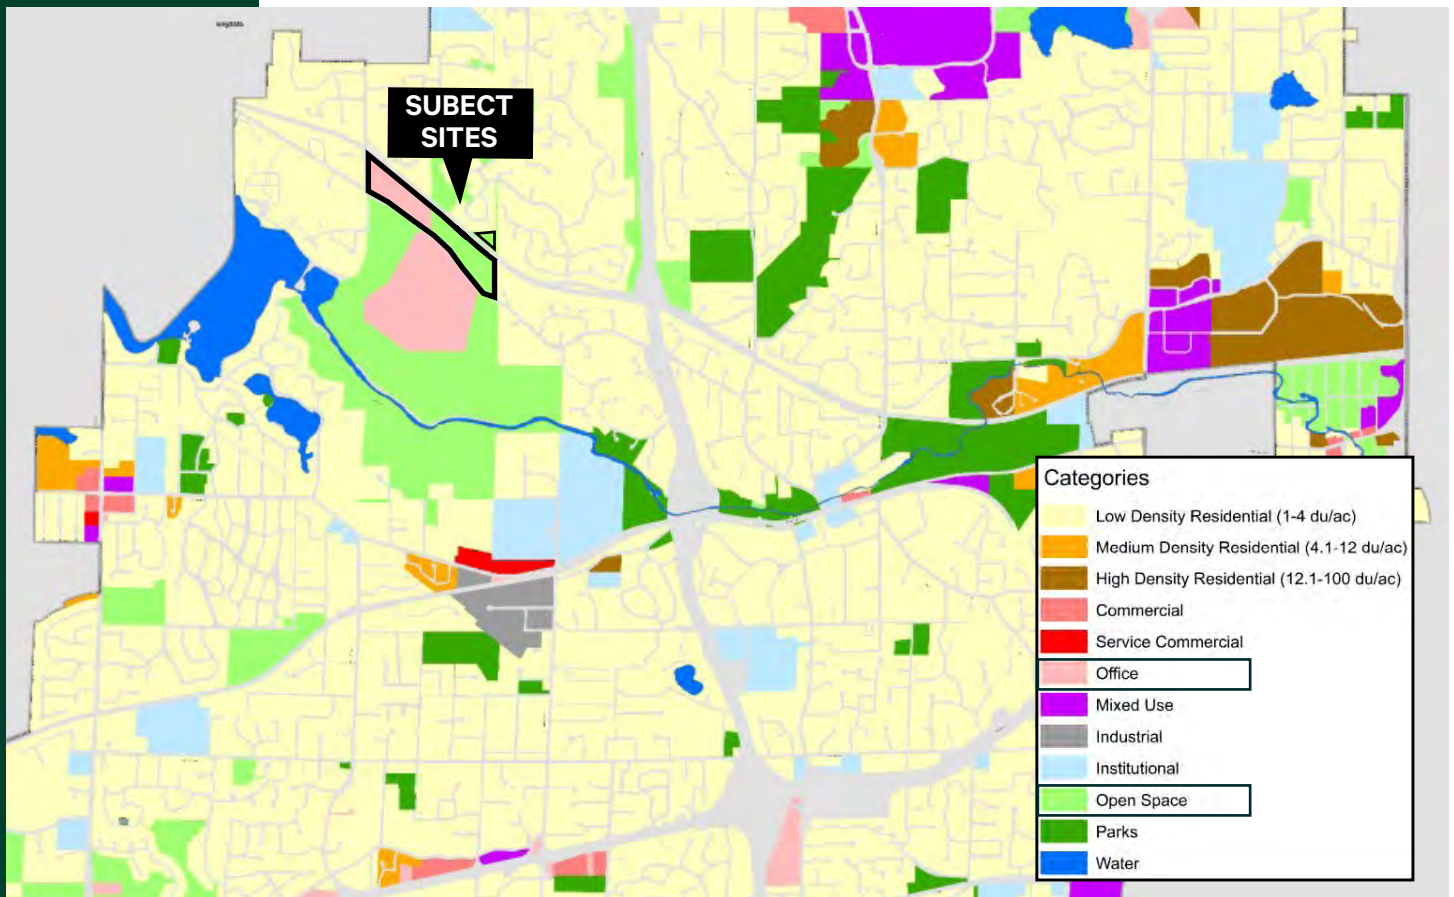 SUBECT
SITES
Categories
Low Density Residential (1-4 du/ac)
Medium Density Residential (4.1-12 du/ac)
High Density Residential (12.1-100 du/ac)
Commercial
Service Commercial
Office
Mixed Use
Industrial
Institutional
Open Space
Parks
Water